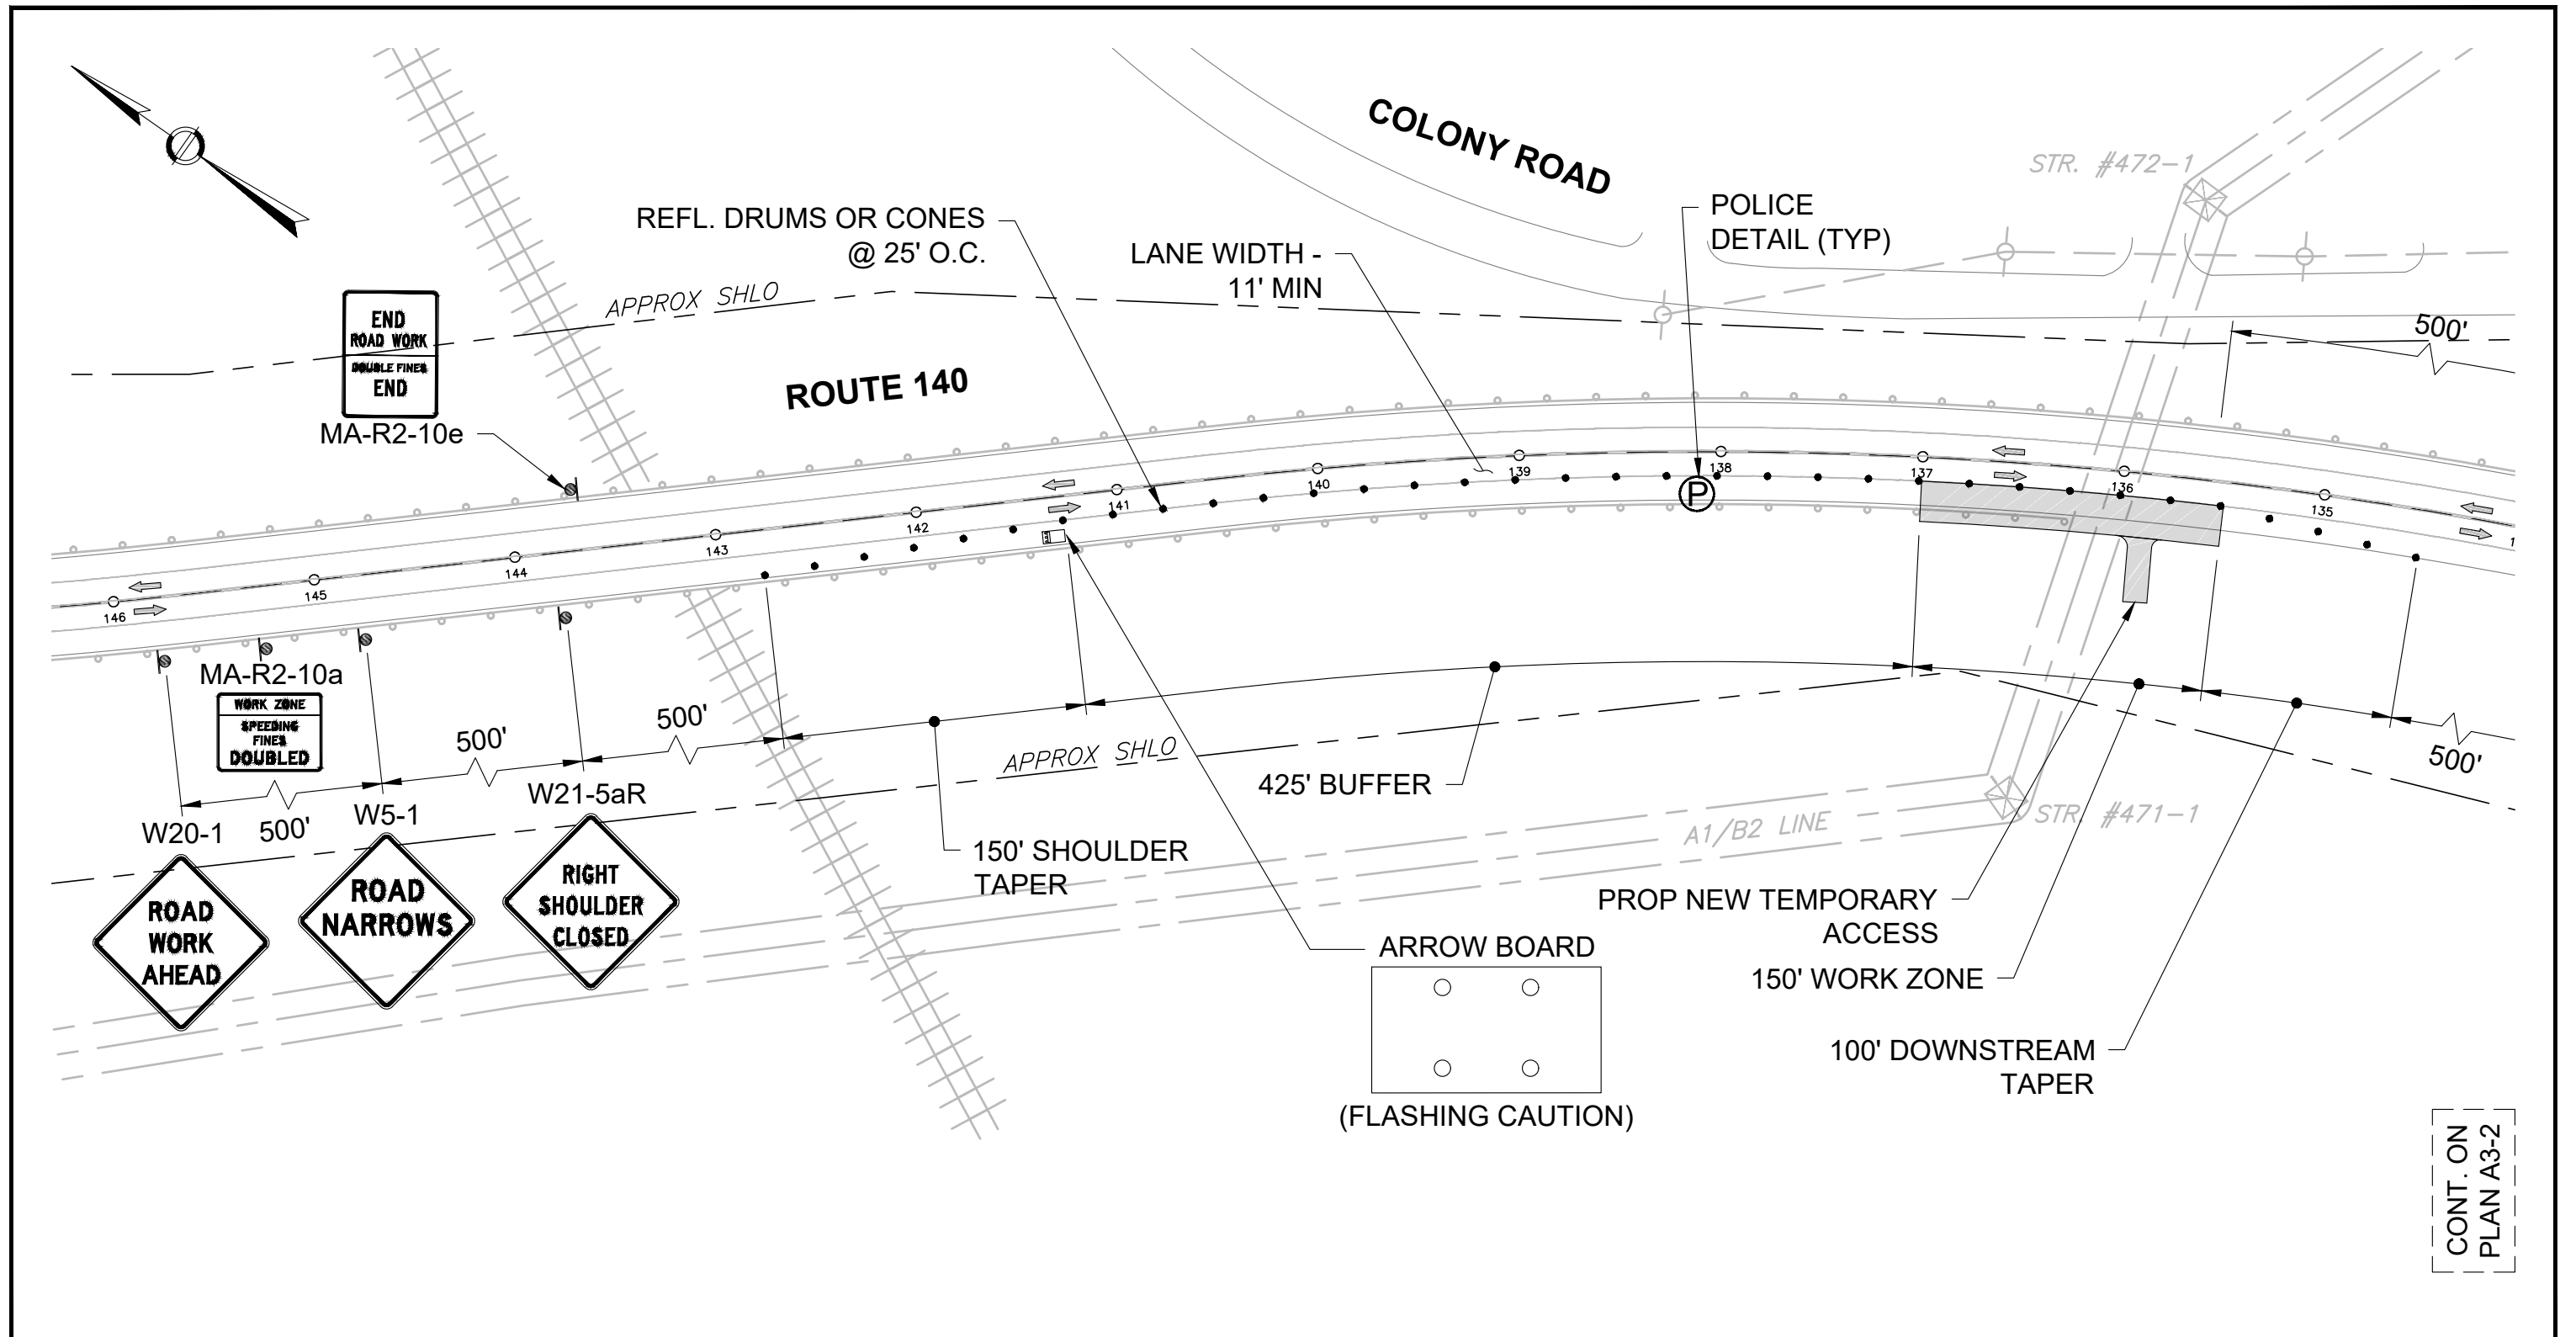 COLONY ROAD
STR. #472-1
POLICE
DETAIL (TYP)
REFL. DRUMS OR CONES
@ 25' O.C.
LANE WIDTH -
11' MIN
APPROX SHLO
END
ROAD WORK
DOUBLE FINES
END
MA-R2-10e
ROUTE 140
500'
146
145
144
143
142
141
140
139
138
137
136
135
1
P
MA-R2-10a
WORK ZONE
SPEEDING
FINES
DOUBLED
500'
500'
500'
W20-1
W5-1
W21-5aR
ROAD
WORK
AHEAD
ROAD
NARROWS
RIGHT
SHOULDER
CLOSED
APPROX SHLO
425' BUFFER
150' SHOULDER
TAPER
A1/B2 LINE
STR. #471-1
500'
PROP NEW TEMPORARY
ACCESS
150' WORK ZONE
100' DOWNSTREAM
TAPER
ARROW BOARD
(FLASHING CAUTION)
CONT. ON
PLAN A3-2